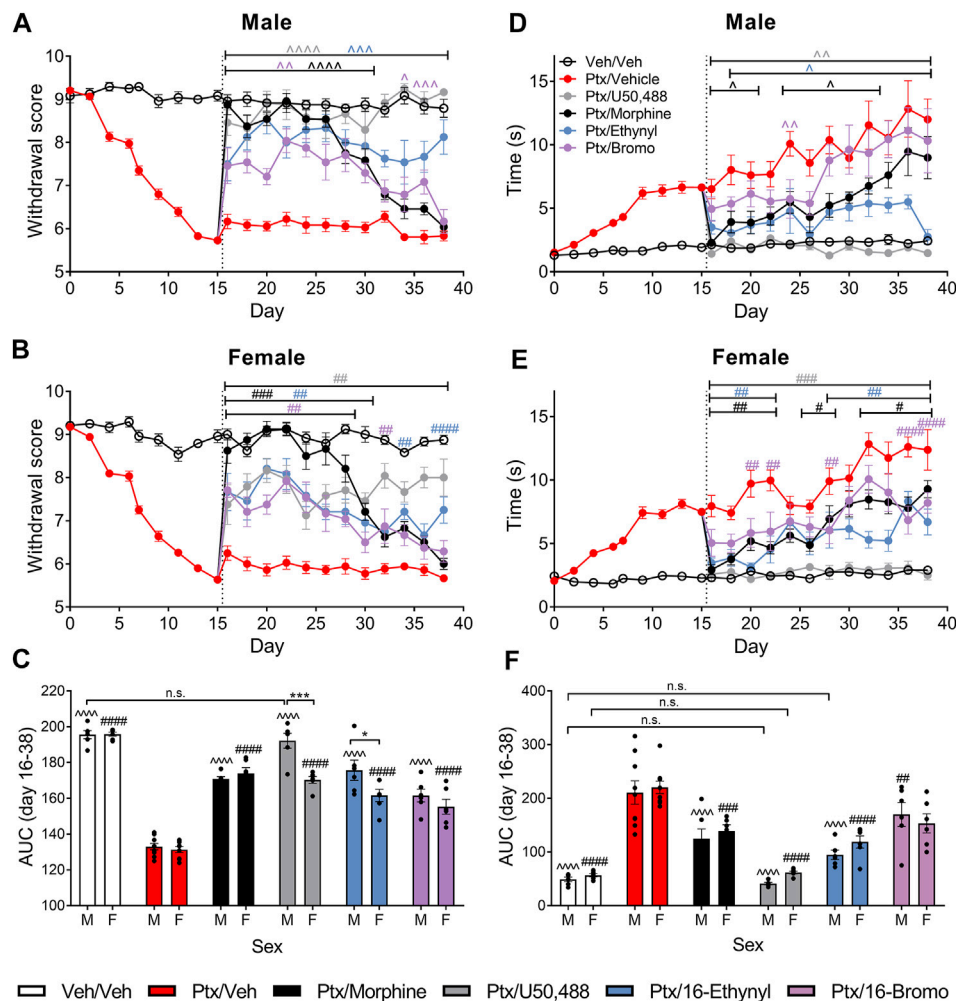 A Male
^^^^ ^^^
^^ ^^^^
^ ^^^
Withdrawal score
10
9
8
7
6
5
0 5 10 15 20 25 30 35 40
Day
D Male
Veh/Veh
Ptx/Vehicle
Ptx/U50,488
Ptx/Morphine
Ptx/Ethynyl
Ptx/Bromo
^^
^
^ ^
^^
Time (s)
15
10
5
0
0 5 10 15 20 25 30 35 40
Day
B Female
##
### ##
##
## ## ####
Withdrawal score
10
9
8
7
6
5
0 5 10 15 20 25 30 35 40
Day
E Female
###
## ##
## # #
## ## ## #### ####
Time (s)
15
10
5
0
0 5 10 15 20 25 30 35 40
Day
C
n.s. ***
*
^^^^ #### ^^^^ #### ^^^^ #### ^^^^ #### ^^^^ ####
AUC (day 16-38)
220
200
180
160
140
120
100
M F M F M F M F M F M F
Sex
F
n.s.
n.s.
n.s.
^^^^ #### ^^^^ ### ^^^^ #### ^^^^ #### ##
AUC (day 16-38)
400
300
200
100
0
M F M F M F M F M F M F
Sex
Veh/Veh Ptx/Veh Ptx/Morphine Ptx/U50,488 Ptx/16-Ethynyl Ptx/16-Bromo